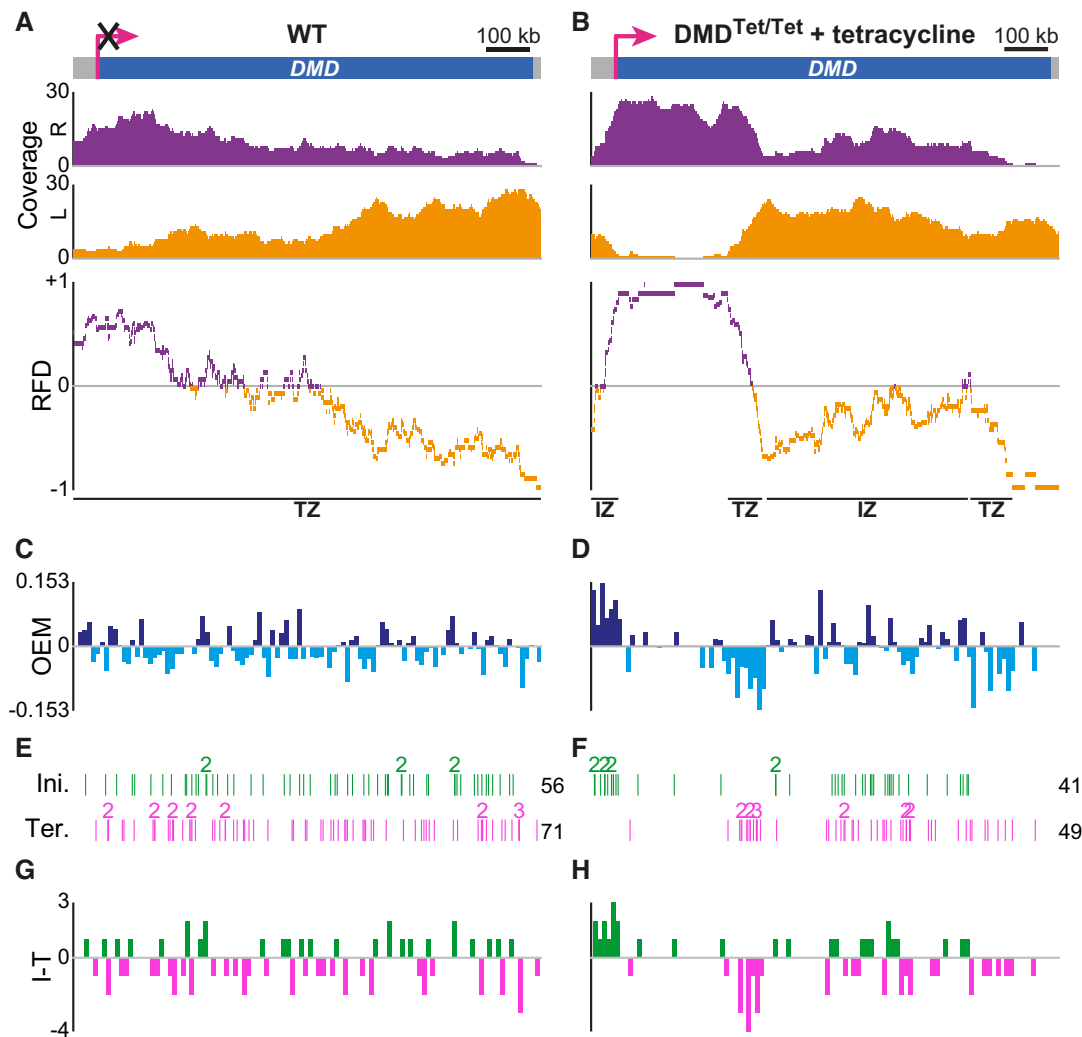 A
WT
100 kb
DMD
B
DMDTet/Tet + tetracycline
100 kb
DMD
Coverage
R
30
0
L
30
0
RFD
+1
0
-1
TZ
IZ
TZ
IZ
TZ
C
OEM
0.153
0
-0.153
D
E
2 2 2
Ini.
56
2 2 2 2 2 2 3
Ter.
71
F
2 2 2 2
41
2 2 3 2 2 2
49
G
I-T
3
0
-4
H